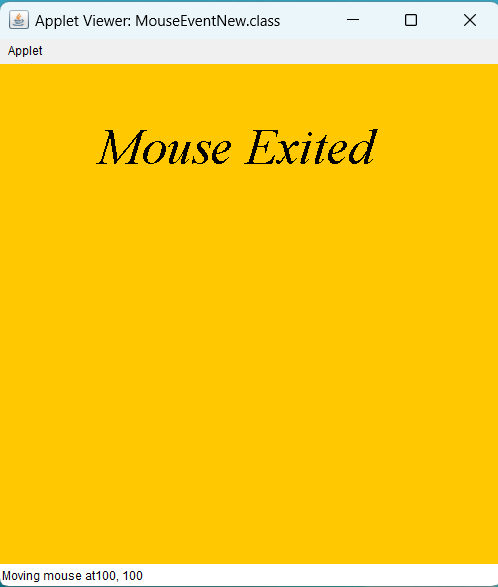 Applet Viewer: MouseEventNew.class
Applet
Mouse Exited
Moving mouse at100, 100